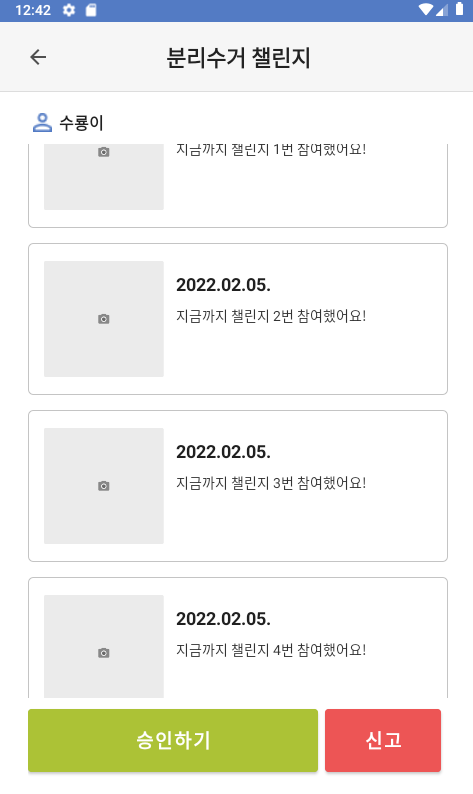 12:42
분리수거 챌린지
수룡이
지금까지 챌린지 1번 참여했어요!
2022.02.05.
지금까지 챌린지 2번 참여했어요!
2022.02.05.
지금까지 챌린지 3번 참여했어요!
2022.02.05.
지금까지 챌린지 4번 참여했어요!
승인하기
신고